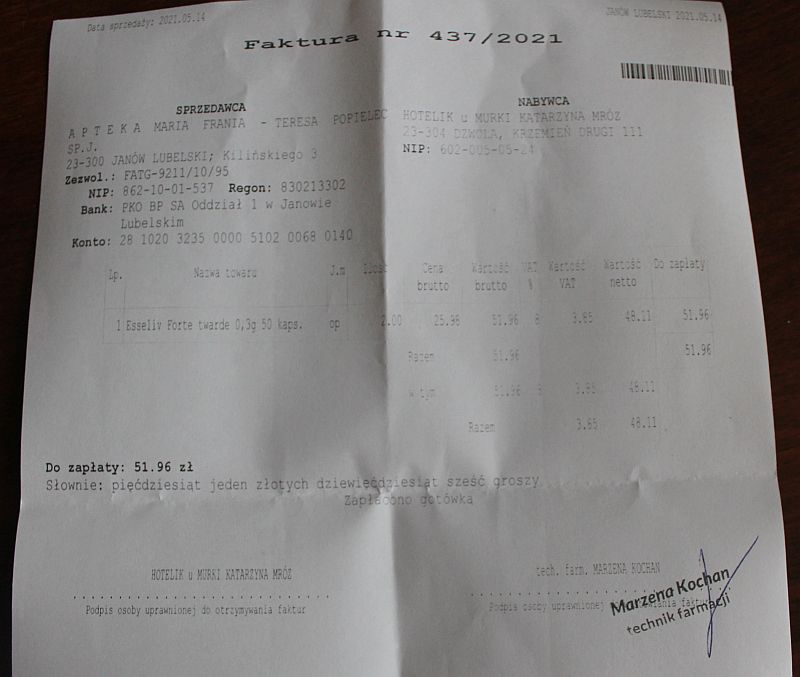 Data sprzedaży: 2021.05.14
JANÓW LUBELSKI 2021.05.14
Faktura nr 437/2021
SPRZEDAWCA
A P T E K A MARIA FRANIA - TERESA POPIELEC
SP.J.
23-300 JANÓW LUBELSKI; Kilińskiego 3
Zezwol.: FATG-9211/10/95
NIP: 862-10-01-537 Regon: 830213302
Bank: PKO BP SA Oddział 1 w Janowie
Lubelskim
Konto: 28 1020 3235 0000 5102 0068 0140
NABYWCA
HOTELIK u MURKI KATARZYNA MRÓZ
23-304 DZWOLA, KRZEMIEŃ DRUGI 111
NIP: 602-005-05-24
Lp. Nazwa towaru J.m Ilość Cena brutto Wartość brutto VAT % Wartość VAT Wartość netto Do zapłaty
1 Esseliv Forte twarde 0,3g 50 kaps. op 2.00 25.98 51.96 8 3.85 48.11 51.96
Razem 51.96 51.96
w tym 51.96 8 3.85 48.11
Razem 3.85 48.11
Do zapłaty: 51.96 zł
Słownie: pięćdziesiąt jeden złotych dziewięćdziesiąt sześć groszy
Zapłacono gotówką
HOTELIK u MURKI KATARZYNA MRÓZ
Podpis osoby uprawnionej do otrzymywania faktur
tech. farm. MARZENA KOCHAN
Podpis osoby uprawnionej
Marzena Kochan
technik farmacji